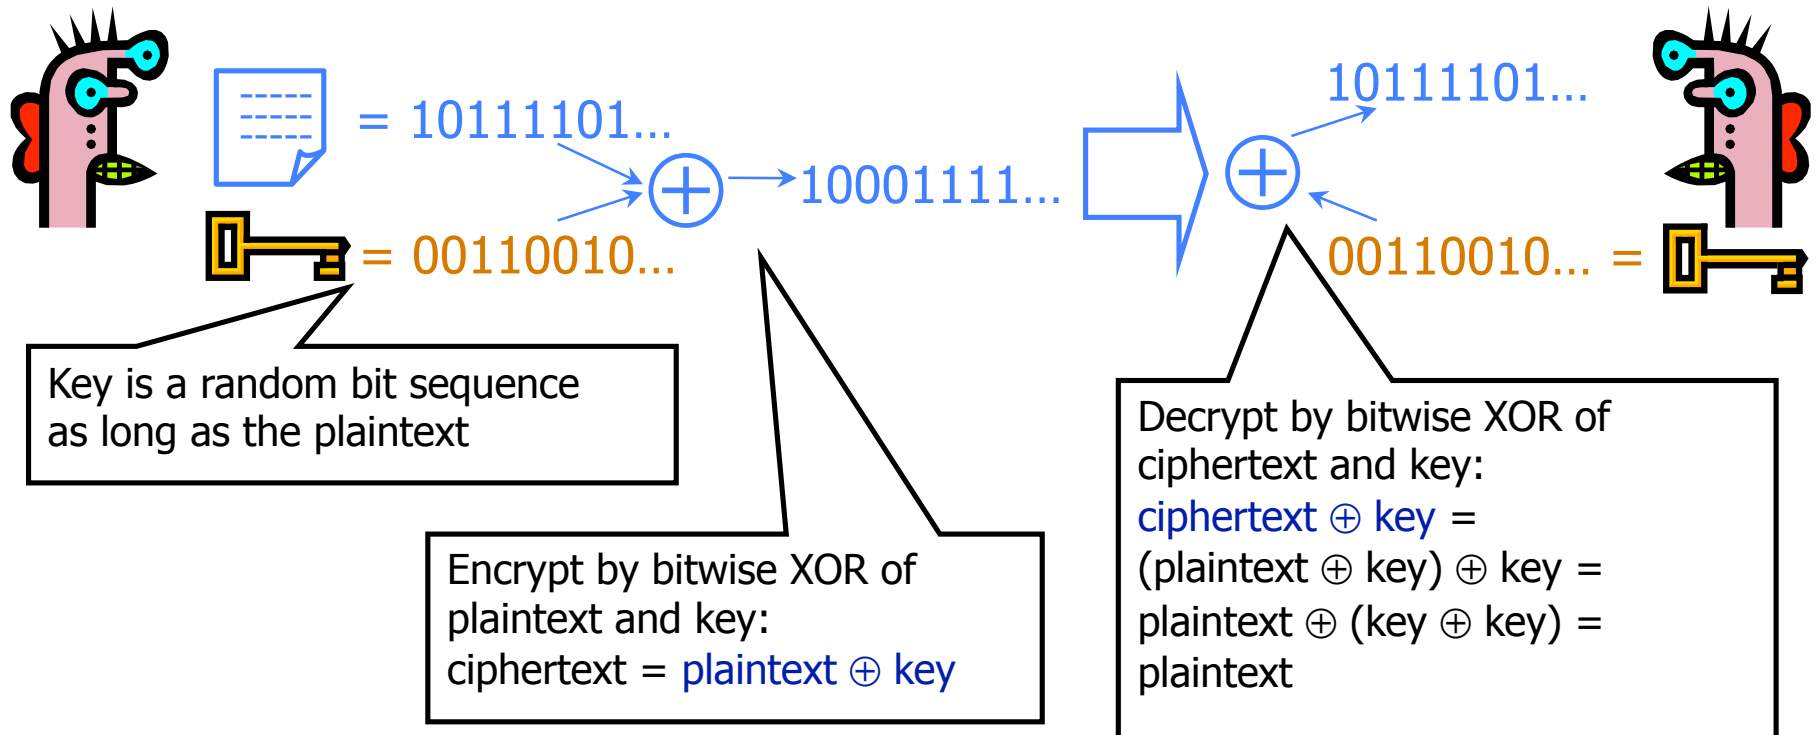 = 10111101...
= 00110010...
10001111...
10111101...
00110010... =
Key is a random bit sequence
as long as the plaintext
Encrypt by bitwise XOR of
plaintext and key:
ciphertext = plaintext ⊕ key
Decrypt by bitwise XOR of
ciphertext and key:
ciphertext ⊕ key =
(plaintext ⊕ key) ⊕ key =
plaintext ⊕ (key ⊕ key) =
plaintext